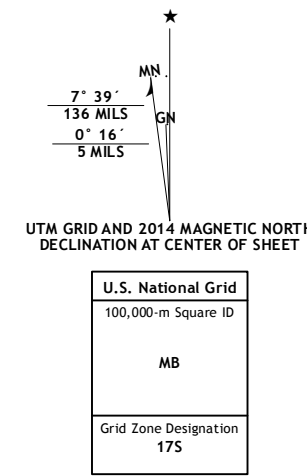 MN
7° 39´
136 MILS
GN
0° 16´
5 MILS
UTM GRID AND 2014 MAGNETIC NORTH
DECLINATION AT CENTER OF SHEET
U.S. National Grid
100,000-m Square ID
MB
Grid Zone Designation
17S